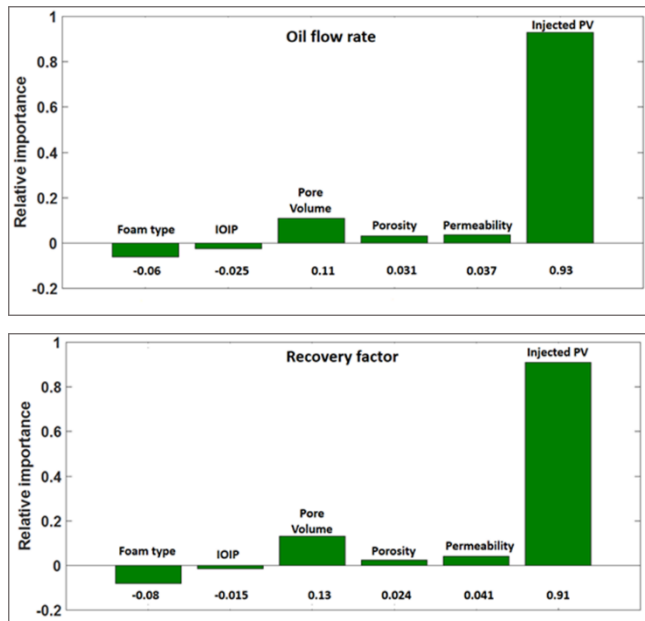 Oil flow rate
Injected PV
Relative importance
1
0.8
0.6
0.4
0.2
0
-0.2
Pore
Volume
Foam type
IOIP
Porosity
Permeability
-0.06
-0.025
0.11
0.031
0.037
0.93
Recovery factor
Injected PV
Relative importance
1
0.8
0.6
0.4
0.2
0
-0.2
Pore
Volume
Foam type
IOIP
Porosity
Permeability
-0.08
-0.015
0.13
0.024
0.041
0.91